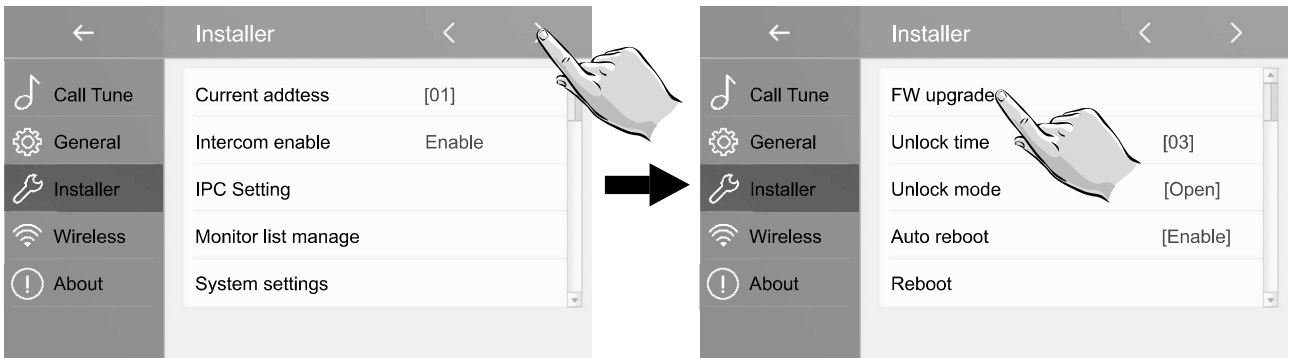 Installer
Call Tune
General
Installer
Wireless
About
Current addtess [01]
Intercom enable Enable
IPC Setting
Monitor list manage
System settings
Installer
Call Tune
General
Installer
Wireless
About
FW upgrade
Unlock time [03]
Unlock mode [Open]
Auto reboot [Enable]
Reboot